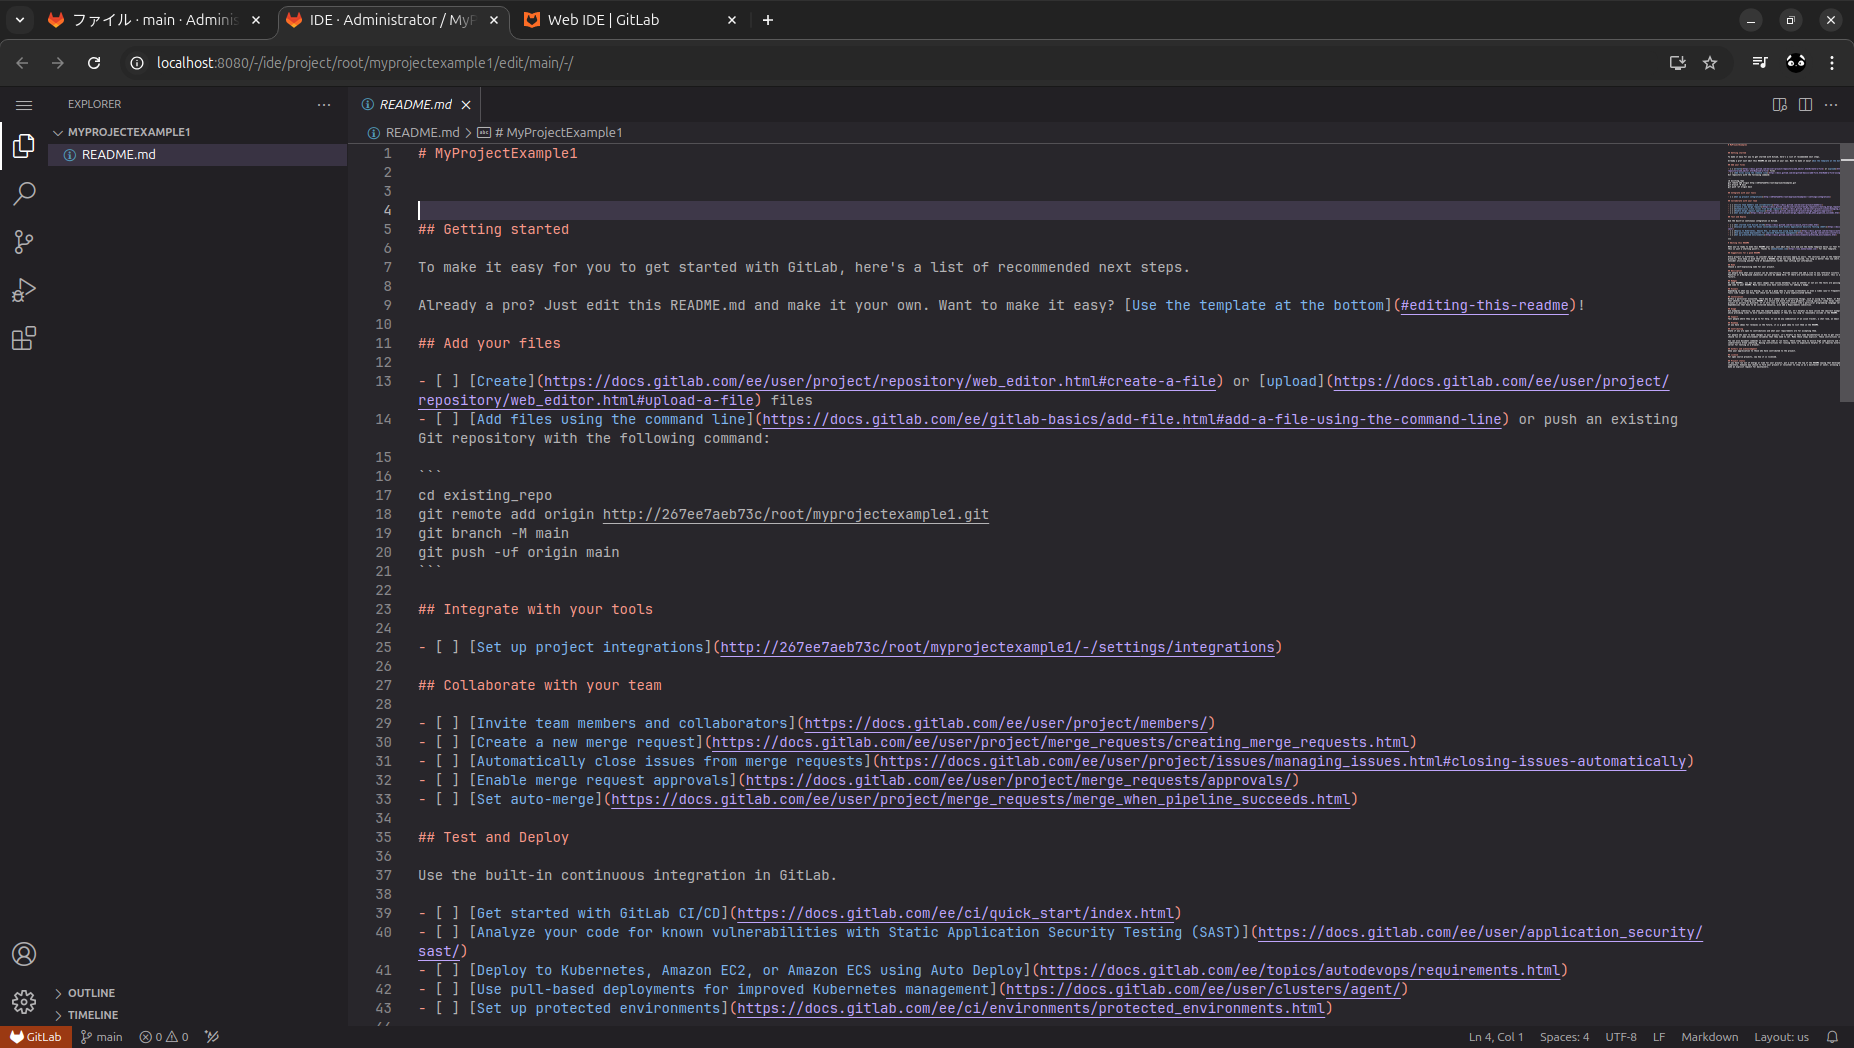 ファイル · main · Adminis
IDE · Administrator / MyP
Web IDE | GitLab
localhost:8080/-/ide/project/root/myprojectexample1/edit/main/-/
EXPLORER
MYPROJECTEXAMPLE1
README.md
README.md
README.md > # MyProjectExample1
1 # MyProjectExample1
2
3
4
5 ## Getting started
6
7 To make it easy for you to get started with GitLab, here's a list of recommended next steps.
8
9 Already a pro? Just edit this README.md and make it your own. Want to make it easy? [Use the template at the bottom](#editing-this-readme)!
10
11 ## Add your files
12
13 - [ ] [Create](https://docs.gitlab.com/ee/user/project/repository/web_editor.html#create-a-file) or [upload](https://docs.gitlab.com/ee/user/project/
repository/web_editor.html#upload-a-file) files
14 - [ ] [Add files using the command line](https://docs.gitlab.com/ee/gitlab-basics/add-file.html#add-a-file-using-the-command-line) or push an existing
Git repository with the following command:
15
16 ```
17 cd existing_repo
18 git remote add origin http://267ee7aeb73c/root/myprojectexample1.git
19 git branch -M main
20 git push -uf origin main
21 ```
22
23 ## Integrate with your tools
24
25 - [ ] [Set up project integrations](http://267ee7aeb73c/root/myprojectexample1/-/settings/integrations)
26
27 ## Collaborate with your team
28
29 - [ ] [Invite team members and collaborators](https://docs.gitlab.com/ee/user/project/members/)
30 - [ ] [Create a new merge request](https://docs.gitlab.com/ee/user/project/merge_requests/creating_merge_requests.html)
31 - [ ] [Automatically close issues from merge requests](https://docs.gitlab.com/ee/user/project/issues/managing_issues.html#closing-issues-automatically)
32 - [ ] [Enable merge request approvals](https://docs.gitlab.com/ee/user/project/merge_requests/approvals/)
33 - [ ] [Set auto-merge](https://docs.gitlab.com/ee/user/project/merge_requests/merge_when_pipeline_succeeds.html)
34
35 ## Test and Deploy
36
37 Use the built-in continuous integration in GitLab.
38
39 - [ ] [Get started with GitLab CI/CD](https://docs.gitlab.com/ee/ci/quick_start/index.html)
40 - [ ] [Analyze your code for known vulnerabilities with Static Application Security Testing (SAST)](https://docs.gitlab.com/ee/user/application_security/
sast/)
41 - [ ] [Deploy to Kubernetes, Amazon EC2, or Amazon ECS using Auto Deploy](https://docs.gitlab.com/ee/topics/autodevops/requirements.html)
42 - [ ] [Use pull-based deployments for improved Kubernetes management](https://docs.gitlab.com/ee/user/clusters/agent/)
43 - [ ] [Set up protected environments](https://docs.gitlab.com/ee/ci/environments/protected_environments.html)
OUTLINE
TIMELINE
GitLab main 0 0 Ln 4, Col 1 Spaces: 4 UTF-8 LF Markdown Layout: us